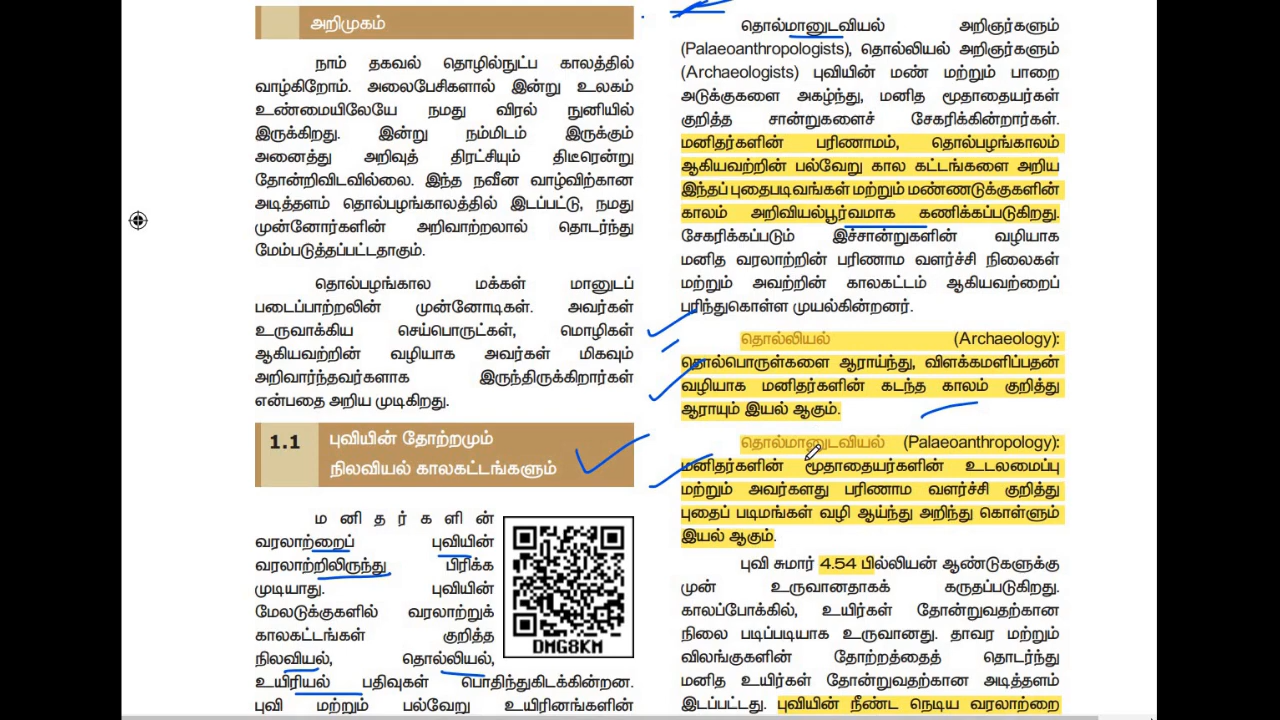 அறிமுகம்
நாம் தகவல் தொழில்நுட்ப காலத்தில்
வாழ்கிறோம். அலைபேசிகளால் இன்று உலகம்
உண்மையிலேயே நமது விரல் நுனியில்
இருக்கிறது. இன்று நம்மிடம் இருக்கும்
அனைத்து அறிவுத் திரட்சியும் திடீரென்று
தோன்றிவிடவில்லை. இந்த நவீன வாழ்விற்கான
அடித்தளம் தொல்பழங்காலத்தில் இடப்பட்டு, நமது
முன்னோர்களின் அறிவாற்றலால் தொடர்ந்து
மேம்படுத்தப்பட்டதாகும்.
தொல்பழங்கால மக்கள் மானுடப்
படைப்பாற்றலின் முன்னோடிகள். அவர்கள்
உருவாக்கிய செய்பொருட்கள், மொழிகள்
ஆகியவற்றின் வழியாக அவர்கள் மிகவும்
அறிவார்ந்தவர்களாக இருந்திருக்கிறார்கள்
என்பதை அறிய முடிகிறது.
1.1 புவியின் தோற்றமும்
நிலவியல் காலகட்டங்களும்
மனிதர்களின்
வரலாற்றைப் புவியின்
வரலாற்றிலிருந்து பிரிக்க
முடியாது. புவியின்
மேலடுக்குகளில் வரலாற்றுக்
காலகட்டங்கள் குறித்த
நிலவியல், தொல்லியல்,
உயிரியல் பதிவுகள் பொதிந்துகிடக்கின்றன.
புவி மற்றும் பல்வேறு உயிரினங்களின்
DMG8KM
தொல்மானுடவியல் அறிஞர்களும்
(Palaeoanthropologists), தொல்லியல் அறிஞர்களும்
(Archaeologists) புவியின் மண் மற்றும் பாறை
அடுக்குகளை அகழ்ந்து, மனித மூதாதையர்கள்
குறித்த சான்றுகளைச் சேகரிக்கின்றார்கள்.
மனிதர்களின் பரிணாமம், தொல்பழங்காலம்
ஆகியவற்றின் பல்வேறு கால கட்டங்களை அறிய
இந்தப் புதைபடிவங்கள் மற்றும் மண்ணடுக்குகளின்
காலம் அறிவியல்பூர்வமாக கணிக்கப்படுகிறது.
சேகரிக்கப்படும் இச்சான்றுகளின் வழியாக
மனித வரலாற்றின் பரிணாம வளர்ச்சி நிலைகள்
மற்றும் அவற்றின் காலகட்டம் ஆகியவற்றைப்
புரிந்துகொள்ள முயல்கின்றனர்.
தொல்லியல் (Archaeology):
தொல்பொருள்களை ஆராய்ந்து, விளக்கமளிப்பதன்
வழியாக மனிதர்களின் கடந்த காலம் குறித்து
ஆராயும் இயல் ஆகும்.
தொல்மானுடவியல் (Palaeoanthropology):
மனிதர்களின் மூதாதையர்களின் உடலமைப்பு
மற்றும் அவர்களது பரிணாம வளர்ச்சி குறித்து
புதைப் படிமங்கள் வழி ஆய்ந்து அறிந்து கொள்ளும்
இயல் ஆகும்.
புவி சுமார் 4.54 பில்லியன் ஆண்டுகளுக்கு
முன் உருவானதாகக் கருதப்படுகிறது.
காலப்போக்கில், உயிர்கள் தோன்றுவதற்கான
நிலை படிப்படியாக உருவானது. தாவர மற்றும்
விலங்குகளின் தோற்றத்தைத் தொடர்ந்து
மனித உயிர்கள் தோன்றுவதற்கான அடித்தளம்
இடப்பட்டது. புவியின் நீண்ட நெடிய வரலாற்றை